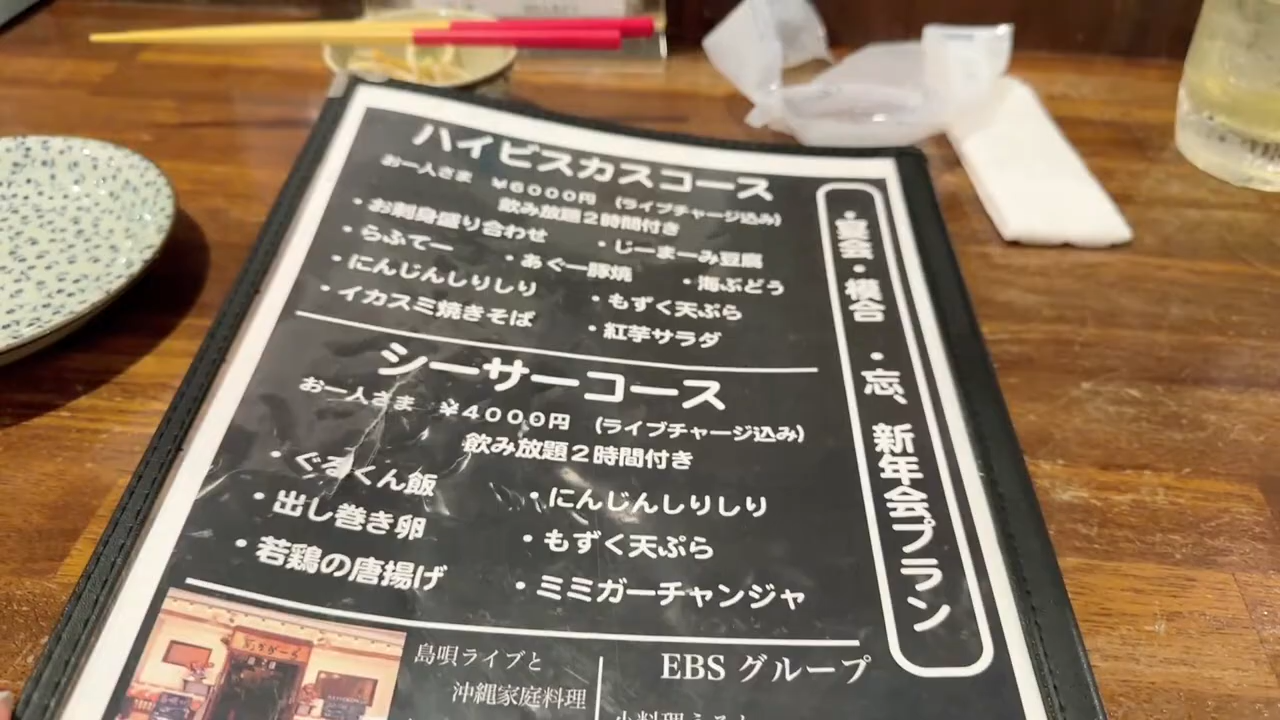 ハイビスカスコース
お一人さま ￥6000円 (ライブチャージ込み)
飲み放題2時間付き
・お刺身盛り合わせ ・じーまーみ豆腐
・らふてー ・あぐー豚焼 ・海ぶどう
・にんじんしりしり ・もずく天ぷら
・イカスミ焼きそば ・紅芋サラダ
シーサーコース
お一人さま ￥4000円 (ライブチャージ込み)
飲み放題2時間付き
・ぐるくん飯 ・にんじんしりしり
・出し巻き卵 ・もずく天ぷら
・若鶏の唐揚げ ・ミミガーチャンジャ
・宴会・模合 ・忘、新年会プラン
島唄ライブと
沖縄家庭料理
EBS グループ